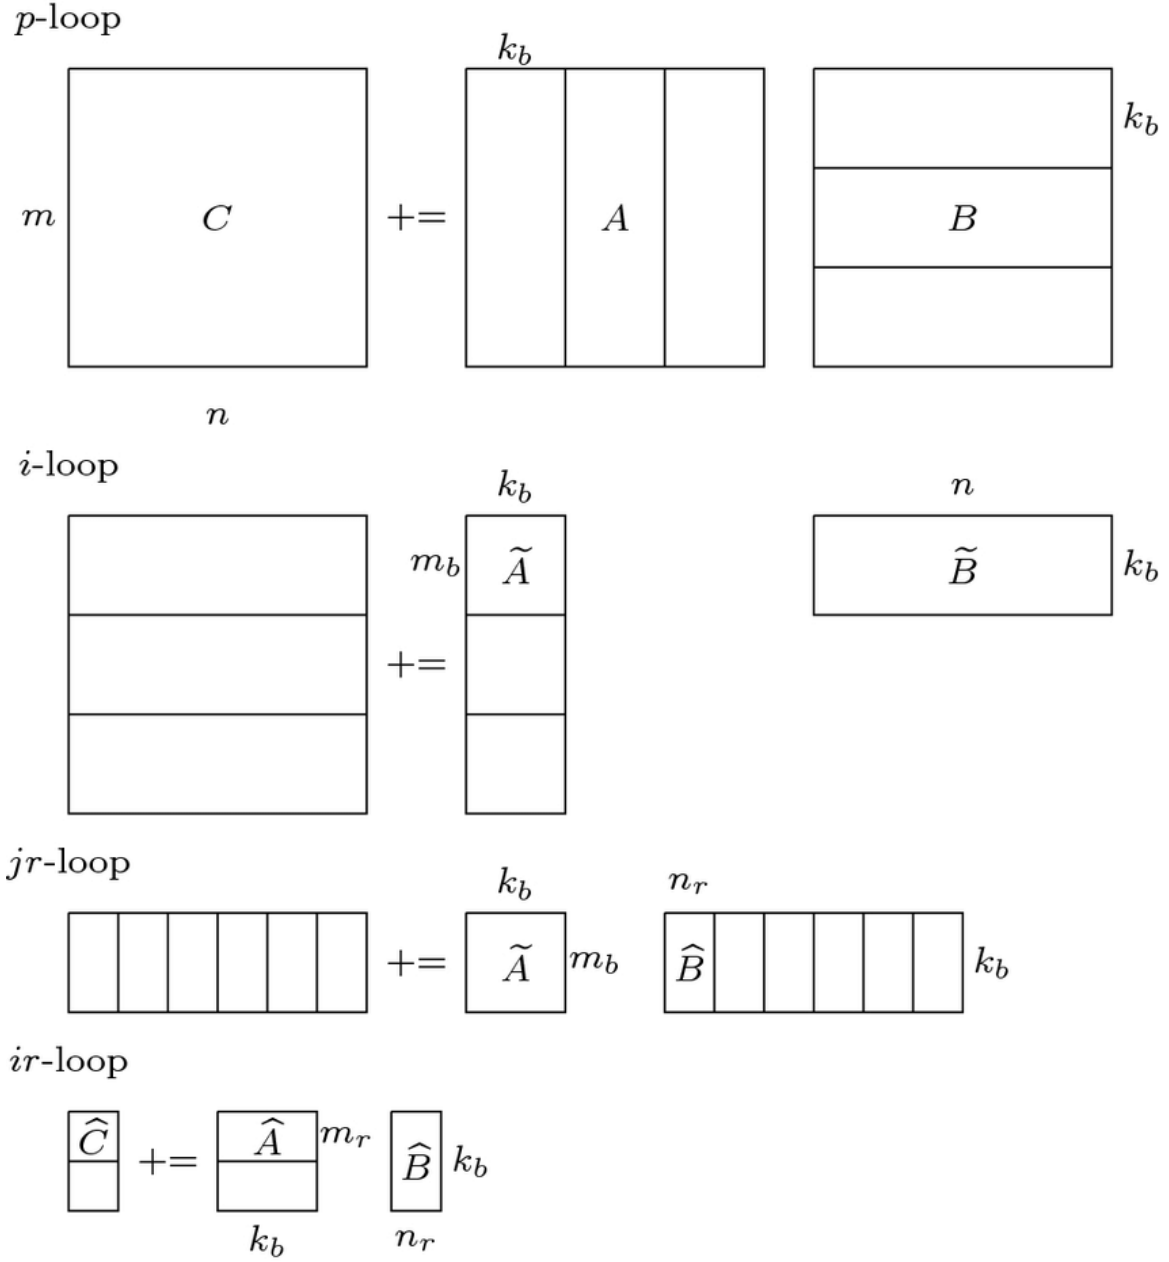 p-loop
k_b
k_b
m C += A B
n
i-loop
k_b n
m_b Ã B̃ k_b
+=
jr-loop
k_b n_r
+= Ã m_b B̂ k_b
ir-loop
Ĉ += Â m_r B̂ k_b
k_b n_r